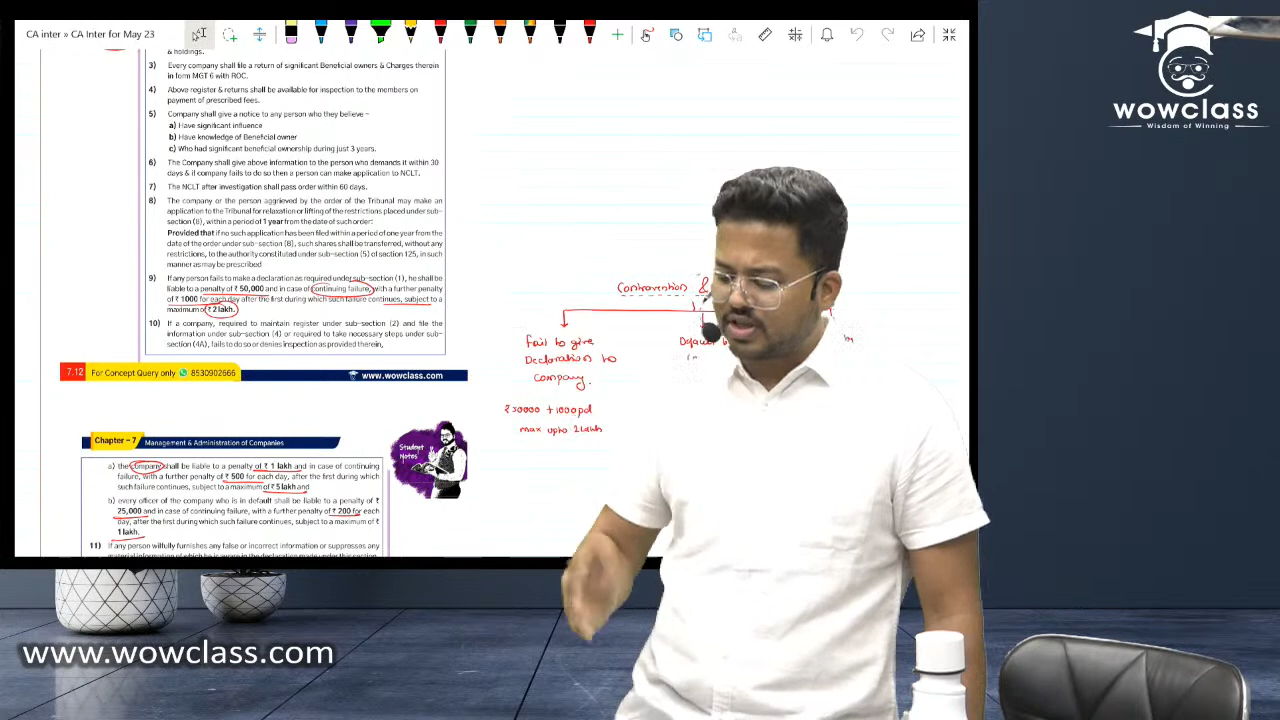 CA inter » CA Inter for May 23
& holdings.
3) Every company shall file a return of significant Beneficial owners & Charges therein
in form MGT 6 with ROC.
4) Above register & returns shall be available for inspection to the members on
payment of prescribed fees.
5) Company shall give a notice to any person who they believe –
a) Have significant influence
b) Have knowledge of Beneficial owner
c) Who had significant beneficial ownership during just 3 years.
6) The Company shall give above information to the person who demands it within 30
days & if company fails to do so then a person can make application to NCLT.
7) The NCLT after investigation shall pass order within 60 days.
8) The company or the person aggrieved by the order of the Tribunal may make an
application to the Tribunal for relaxation or lifting of the restrictions placed under sub-
section (8), within a period of 1 year from the date of such order:
Provided that if no such application has been filed within a period of one year from the
date of the order under sub-section (8), such shares shall be transferred, without any
restrictions, to the authority constituted under sub-section (5) of section 125, in such
manner as may be prescribed
9) If any person fails to make a declaration as required under sub-section (1), he shall be
liable to a penalty of ₹ 50,000 and in case of continuing failure, with a further penalty
of ₹ 1000 for each day after the first during which such failure continues, subject to a
maximum of ₹ 2 lakh.
10) If a company, required to maintain register under sub-section (2) and file the
information under sub-section (4) or required to take necessary steps under sub-
section (4A), fails to do so or denies inspection as provided therein,
7.12 For Concept Query only 8530902666 www.wowclass.com
Chapter – 7 Management & Administration of Companies
Student
Notes
a) the company shall be liable to a penalty of ₹ 1 lakh and in case of continuing
failure, with a further penalty of ₹ 500 for each day, after the first during which
such failure continues, subject to a maximum of ₹ 5 lakh and
b) every officer of the company who is in default shall be liable to a penalty of ₹
25,000 and in case of continuing failure, with a further penalty of ₹ 200 for each
day, after the first during which such failure continues, subject to a maximum of ₹
1 lakh.
11) If any person wilfully furnishes any false or incorrect information or suppresses any
material information of which he is aware in the declaration made under this section
Contravention &
Fail to give
Declaration to
Company.
₹50000 + 1000pd
max upto 2 Lakh
Default
in
wowclass
Wisdom of Winning
www.wowclass.com